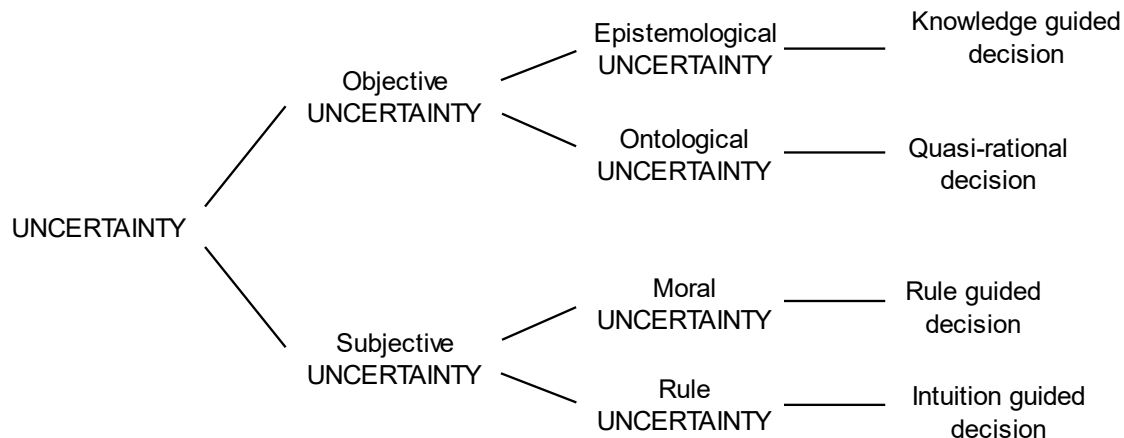 Epistemological
UNCERTAINTY
Knowledge guided
decision
Objective
UNCERTAINTY
Ontological
UNCERTAINTY
Quasi-rational
decision
UNCERTAINTY
Moral
UNCERTAINTY
Rule guided
decision
Subjective
UNCERTAINTY
Rule
UNCERTAINTY
Intuition guided
decision